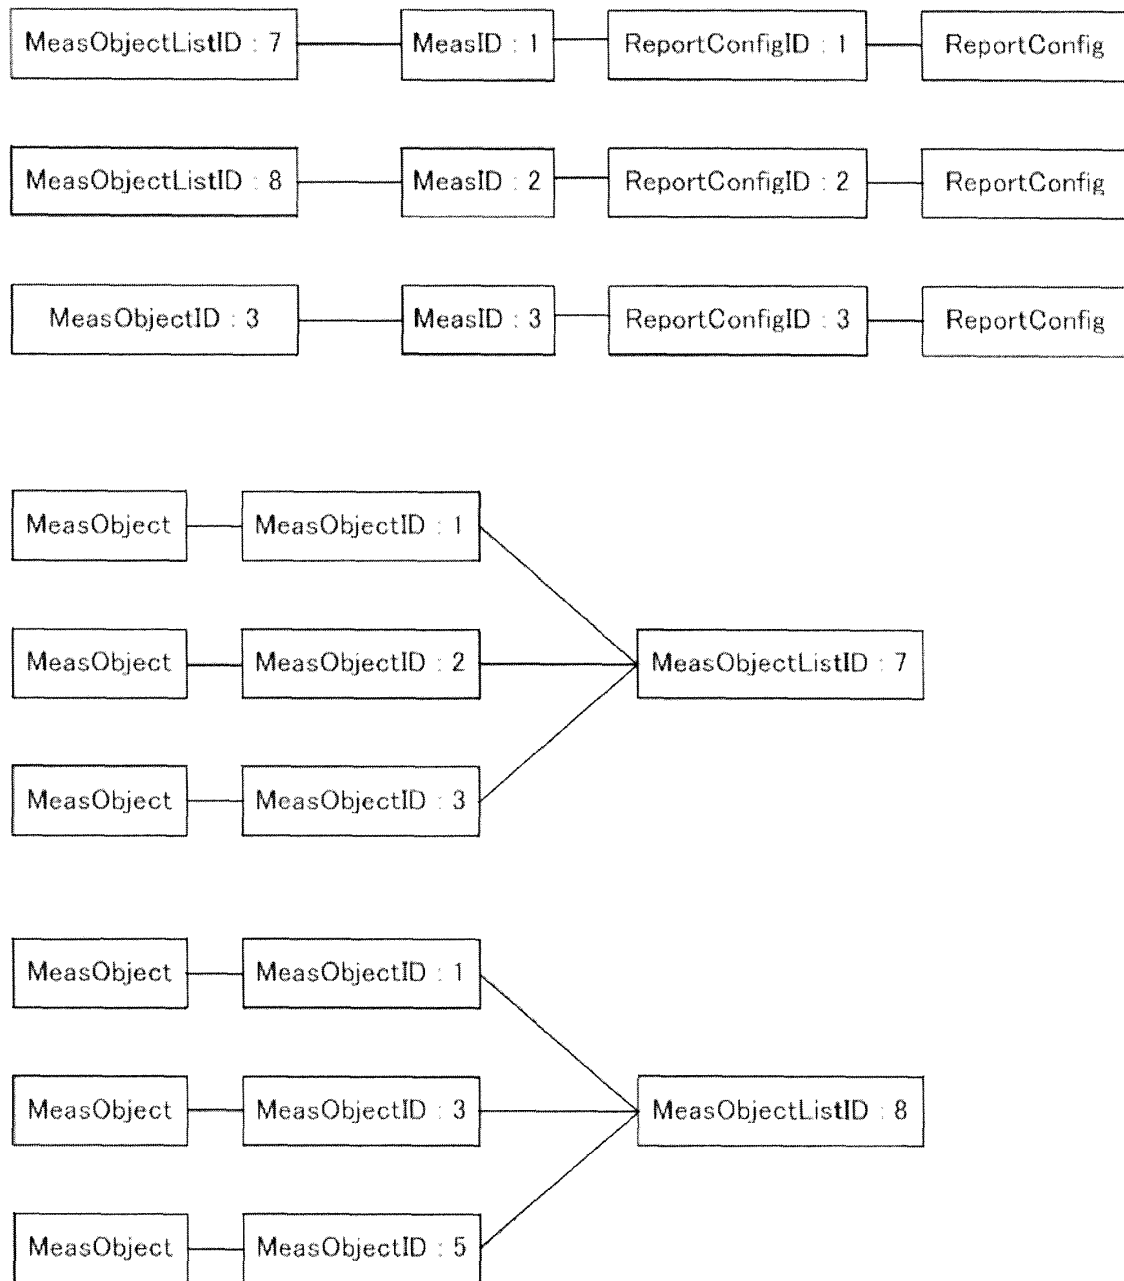 MeasObjectListID : 7 MeasID : 1 ReportConfigID : 1 ReportConfig
MeasObjectListID : 8 MeasID : 2 ReportConfigID : 2 ReportConfig
MeasObjectID : 3 MeasID : 3 ReportConfigID : 3 ReportConfig
MeasObject MeasObjectID : 1
MeasObject MeasObjectID : 2 MeasObjectListID : 7
MeasObject MeasObjectID : 3
MeasObject MeasObjectID : 1
MeasObject MeasObjectID : 3 MeasObjectListID : 8
MeasObject MeasObjectID : 5